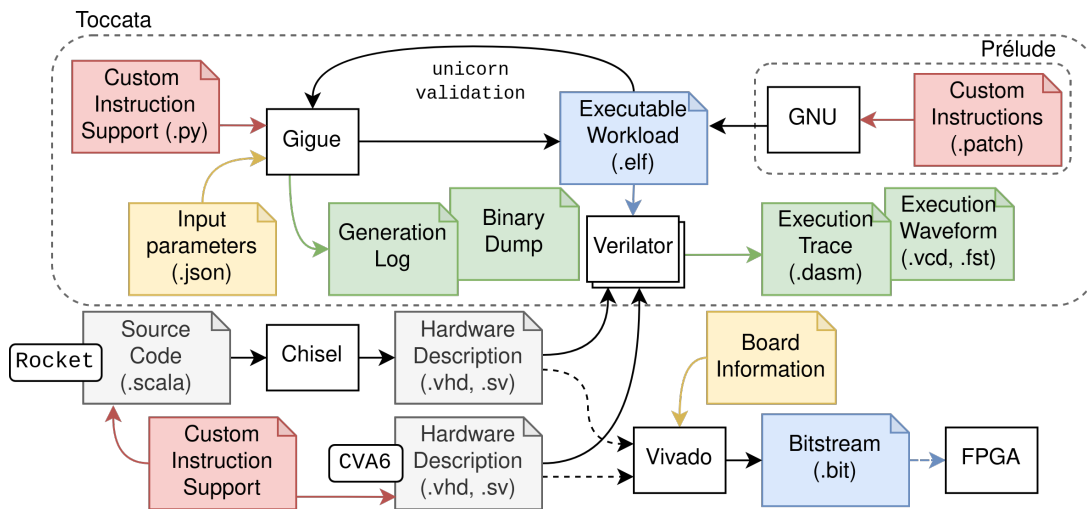 Toccata
Prélude
Custom
Instruction
Support (.py)
unicorn
validation
Gigue
Executable
Workload
(.elf)
GNU
Custom
Instructions
(.patch)
Input
parameters
(.json)
Generation
Log
Binary
Dump
Verilator
Execution
Trace
(.dasm)
Execution
Waveform
(.vcd, .fst)
Rocket
Source
Code
(.scala)
Chisel
Hardware
Description
(.vhd, .sv)
Board
Information
Custom
Instruction
Support
CVA6
Hardware
Description
(.vhd, .sv)
Vivado
Bitstream
(.bit)
FPGA